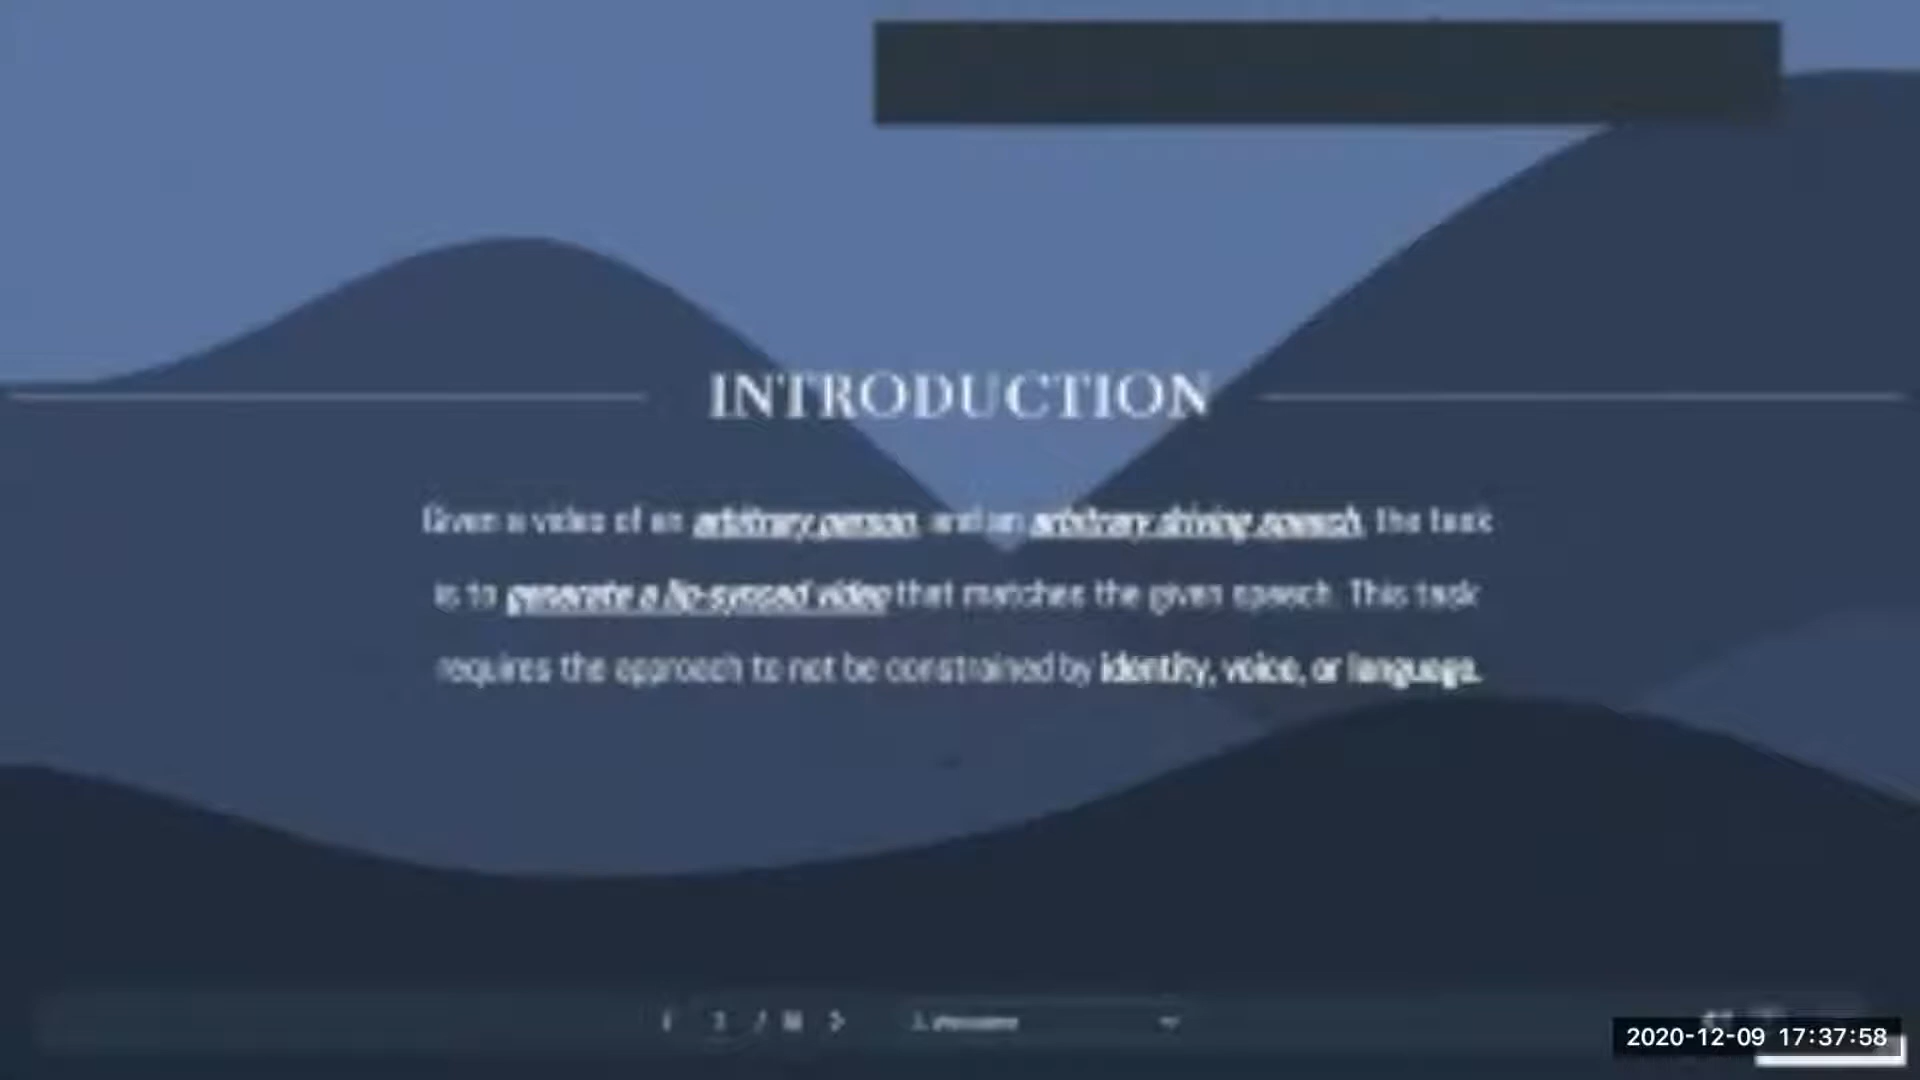 INTRODUCTION
Given a video of an arbitrary person, and an arbitrary driving speech, the task
is to generate a lip-synced video that matches the given speech. This task
requires the approach to not be constrained by identity, voice, or language.
2020-12-09 17:37:58